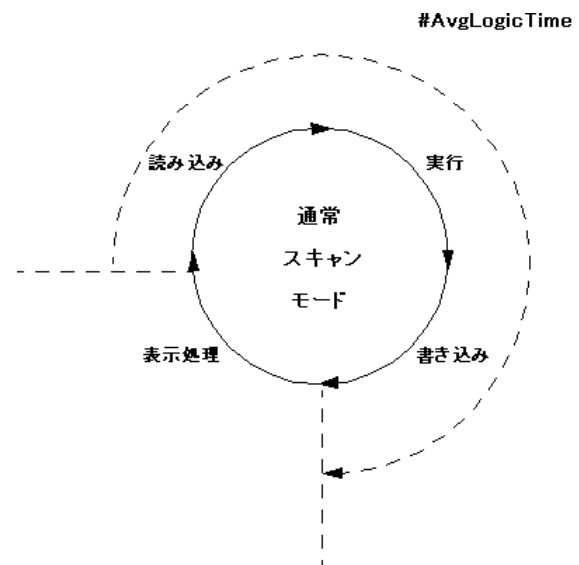 #AvgLogicTime
読み込み
実行
通常
スキャン
モード
表示処理
書き込み